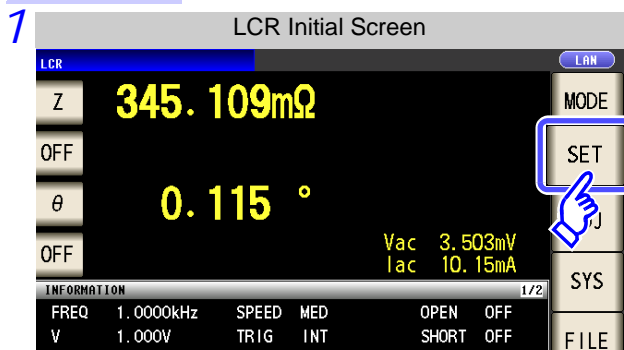 1
LCR Initial Screen
LCR
LAN
Z
345.109mΩ
MODE
OFF
SET
θ
0.115 °
J
OFF
Vac 3.503mV
Iac 10.15mA
SYS
INFORMATION 1/2
FREQ 1.0000kHz SPEED MED OPEN OFF
V 1.000V TRIG INT SHORT OFF
FILE